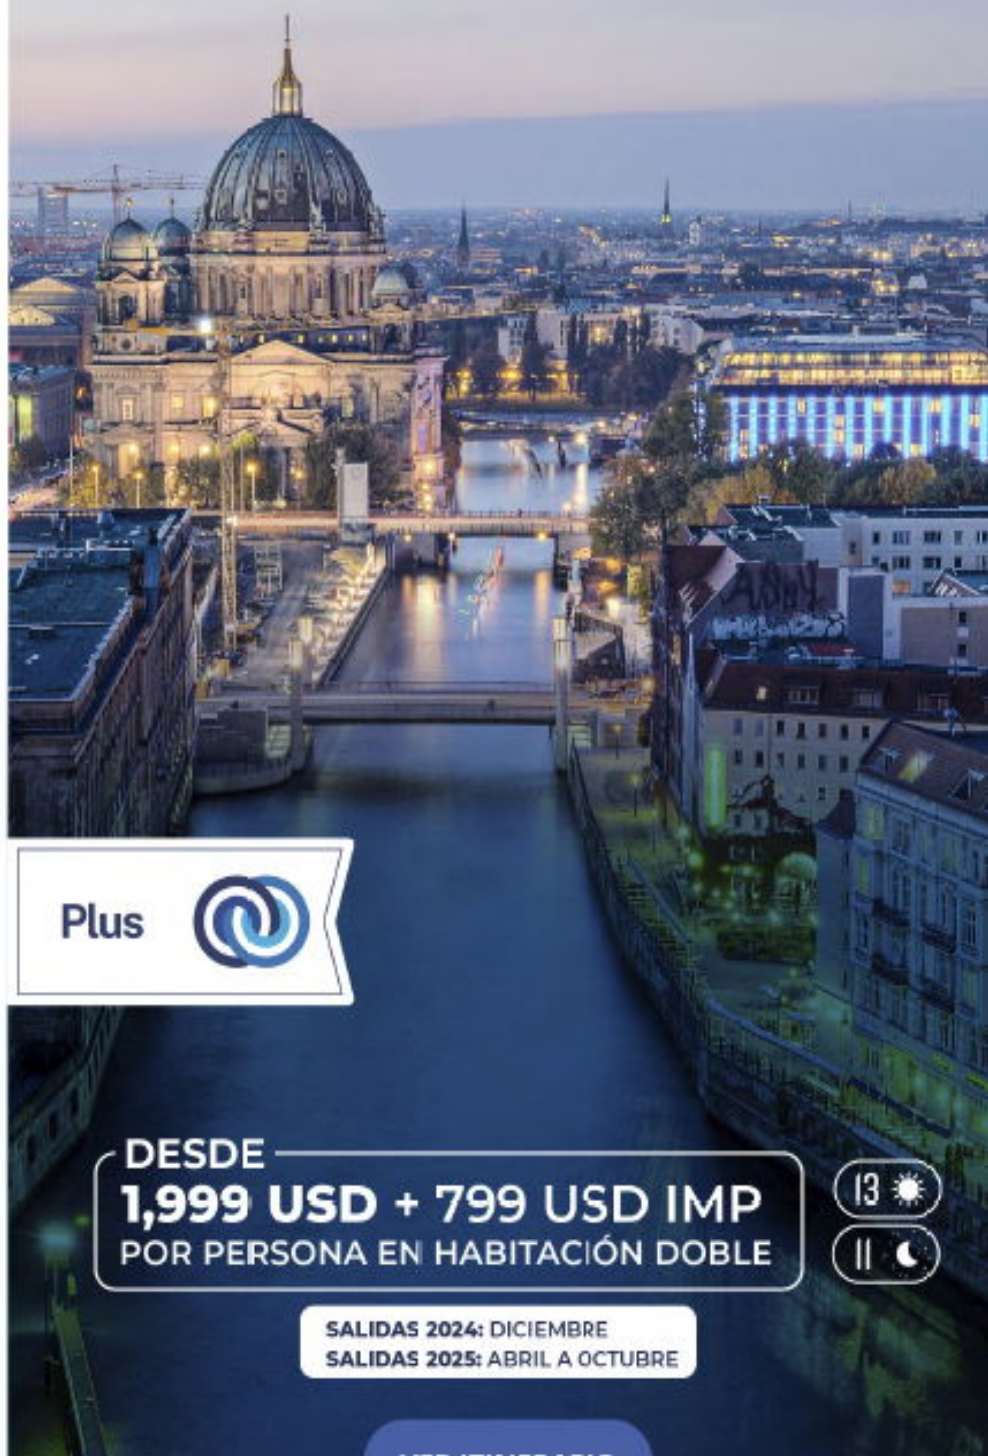 Plus
DESDE
1,999 USD + 799 USD IMP
POR PERSONA EN HABITACIÓN DOBLE
13
11
SALIDAS 2024: DICIEMBRE
SALIDAS 2025: ABRIL A OCTUBRE